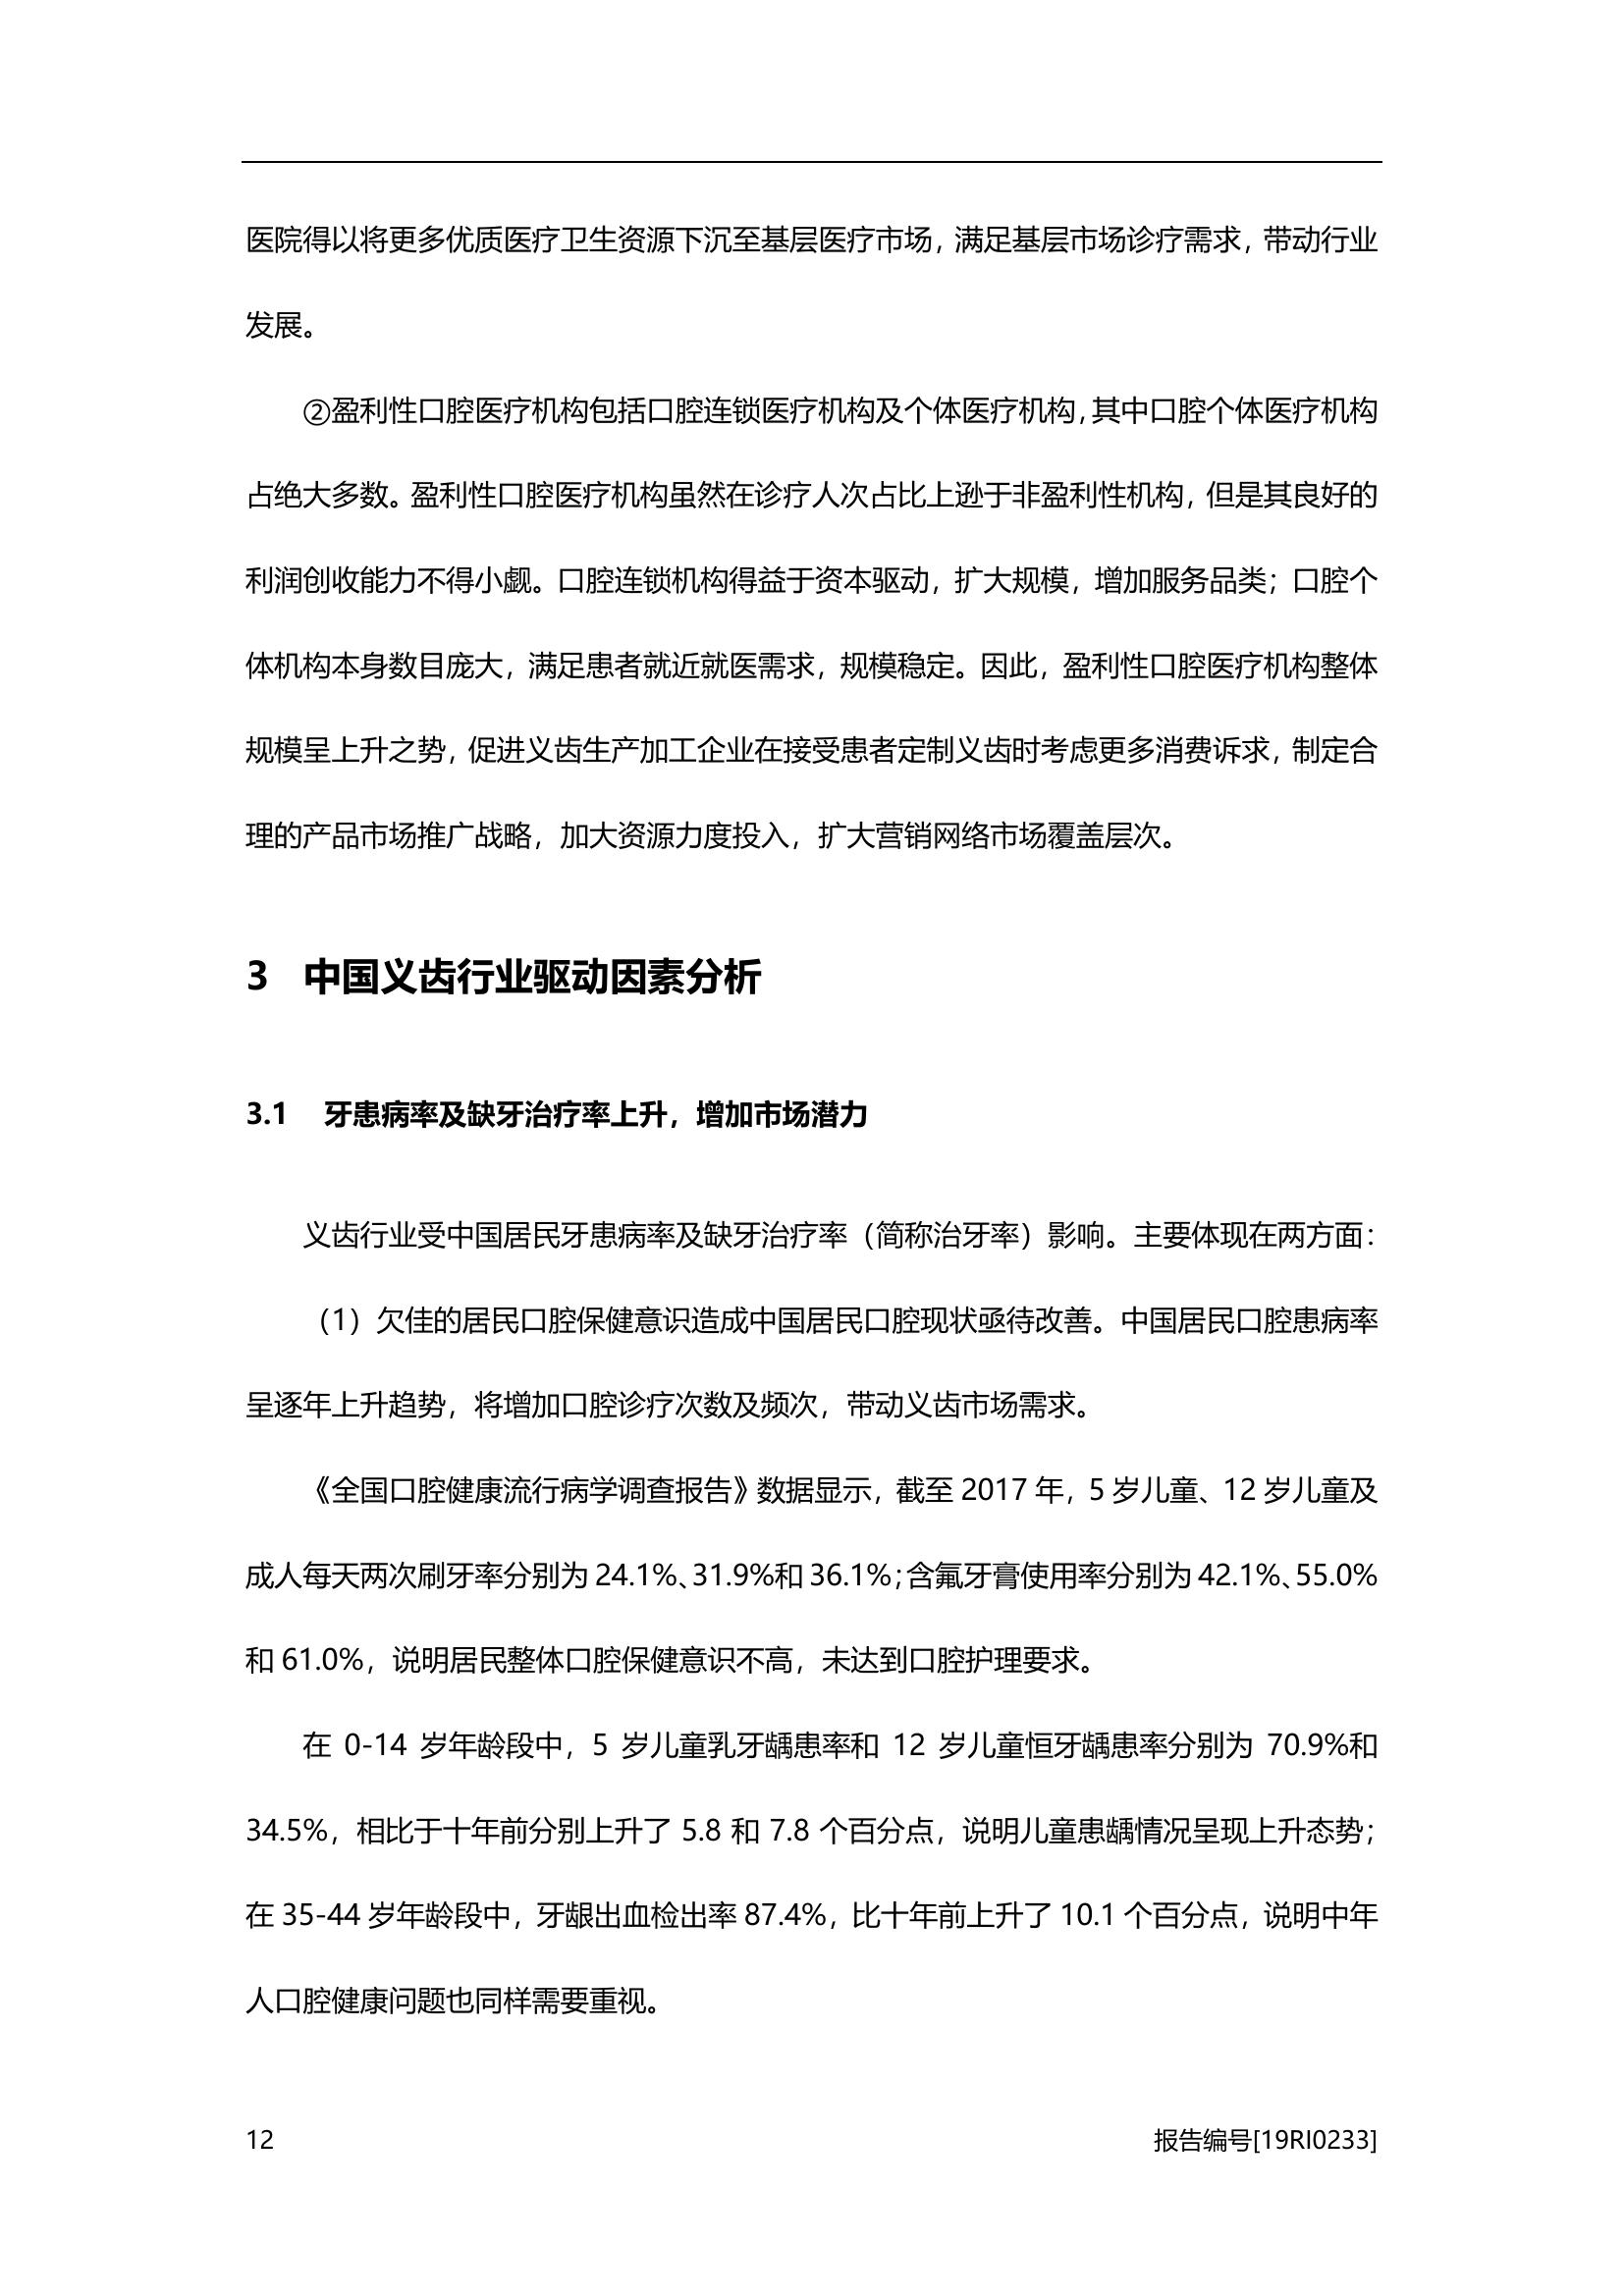 医院得以将更多优质医疗卫生资源下沉至基层医疗市场，满足基层市场诊疗需求，带动行业
发展。
②盈利性口腔医疗机构包括口腔连锁医疗机构及个体医疗机构，其中口腔个体医疗机构
占绝大多数。盈利性口腔医疗机构虽然在诊疗人次占比上逊于非盈利性机构，但是其良好的
利润创收能力不得小觑。口腔连锁机构得益于资本驱动，扩大规模，增加服务品类；口腔个
体机构本身数目庞大，满足患者就近就医需求，规模稳定。因此，盈利性口腔医疗机构整体
规模呈上升之势，促进义齿生产加工企业在接受患者定制义齿时考虑更多消费诉求，制定合
理的产品市场推广战略，加大资源力度投入，扩大营销网络市场覆盖层次。
3 中国义齿行业驱动因素分析
3.1 牙患病率及缺牙治疗率上升，增加市场潜力
义齿行业受中国居民牙患病率及缺牙治疗率（简称治牙率）影响。主要体现在两方面：
（1）欠佳的居民口腔保健意识造成中国居民口腔现状亟待改善。中国居民口腔患病率
呈逐年上升趋势，将增加口腔诊疗次数及频次，带动义齿市场需求。
《全国口腔健康流行病学调查报告》数据显示，截至 2017 年，5 岁儿童、12 岁儿童及
成人每天两次刷牙率分别为 24.1%、31.9%和 36.1%；含氟牙膏使用率分别为 42.1%、55.0%
和 61.0%，说明居民整体口腔保健意识不高，未达到口腔护理要求。
在 0-14 岁年龄段中，5 岁儿童乳牙龋患率和 12 岁儿童恒牙龋患率分别为 70.9%和
34.5%，相比于十年前分别上升了 5.8 和 7.8 个百分点，说明儿童患龋情况呈现上升态势；
在 35-44 岁年龄段中，牙龈出血检出率 87.4%，比十年前上升了 10.1 个百分点，说明中年
人口腔健康问题也同样需要重视。
12 报告编号[19RI0233]